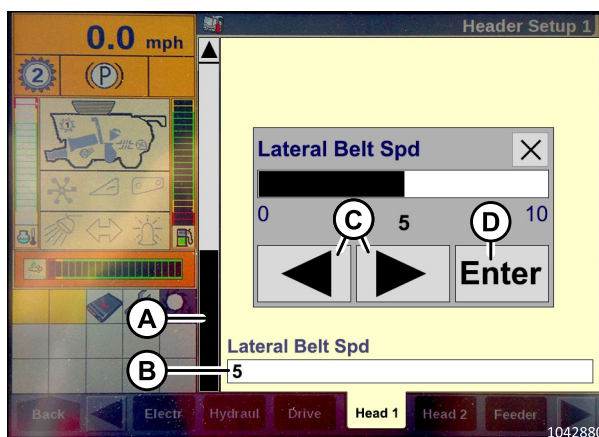 0.0 mph
Header Setup 1
2
(P)
Lateral Belt Spd
0
5
10
C
D
Enter
A
Lateral Belt Spd
B
5
Back
Electr
Hydraul
Drive
Head 1
Head 2
Feeder
1042880